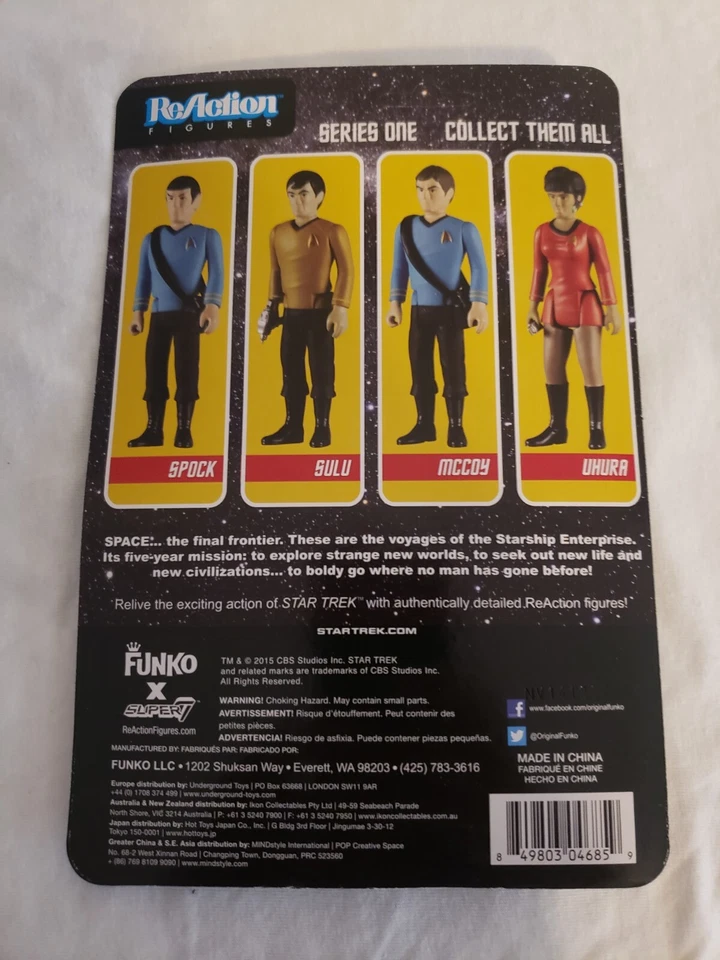 ReAction™
FIGURES
SERIES ONE COLLECT THEM ALL
SPOCK
SULU
MCCOY
UHURA
SPACE:.. the final frontier. These are the voyages of the Starship Enterprise.
Its five-year mission: to explore strange new worlds, to seek out new life and
new civilizations... to boldy go where no man has gone before!
Relive the exciting action of STAR TREK™ with authentically detailed ReAction figures!
STARTREK.COM
FUNKO
X
SUPER7
ReActionFigures.com
TM & © 2015 CBS Studios Inc. STAR TREK
and related marks are trademarks of CBS Studios Inc.
All Rights Reserved.
WARNING! Choking Hazard. May contain small parts.
AVERTISSEMENT! Risque d'étouffement. Peut contenir des
petites pièces.
ADVERTENCIA! Riesgo de asfixia. Puede contener piezas pequeñas.
www.facebook.com/originalfunko
@OriginalFunko
MANUFACTURED BY: FABRIQUÉS PAR: FABRICADO POR:
FUNKO LLC • 1202 Shuksan Way • Everett, WA 98203 • (425) 783-3616
MADE IN CHINA
FABRIQUÉ EN CHINE
HECHO EN CHINA
Europe distribution by: Underground Toys | PO Box 63668 | LONDON SW11 9AR
+44 (0) 1708 374 499 | www.underground-toys.com
Australia & New Zealand distribution by: Ikon Collectables Pty Ltd | 49-59 Seabeach Parade
North Shore, VIC 3214 Australia | P: +61 3 5240 7900 | F: +61 3 5240 7950 | www.ikoncollectables.com.au
Japan distribution by: Hot Toys Japan Co., Inc. | G Bldg 3rd Floor | Jingumae 3-30-12
Tokyo 150-0001 | www.hottoys.jp
Greater China & S.E. Asia distribution by: MINDstyle International | POP Creative Space
No. 68-2 West Xinnan Road | Changping Town, Dongguan, PRC 523560
+ (86) 769 8109 9090 | www.mindstyle.com
8 49803 04685 9